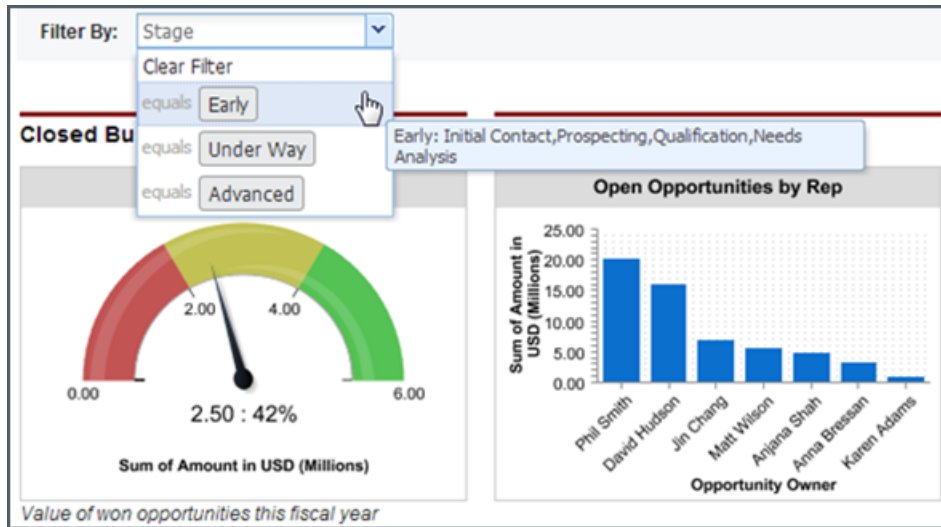 Filter By: Stage
Clear Filter
equals Early
equals Under Way
equals Advanced
Early: Initial Contact,Prospecting,Qualification,Needs
Analysis
Closed Bu
2.00
4.00
0.00
6.00
2.50 : 42%
Sum of Amount in USD (Millions)
Value of won opportunities this fiscal year
Open Opportunities by Rep
Sum of Amount in
USD (Millions)
25.00
20.00
15.00
10.00
5.00
0.00
Phil Smith
David Hudson
Jin Chang
Matt Wilson
Anjana Shah
Anna Bressan
Karen Adams
Opportunity Owner